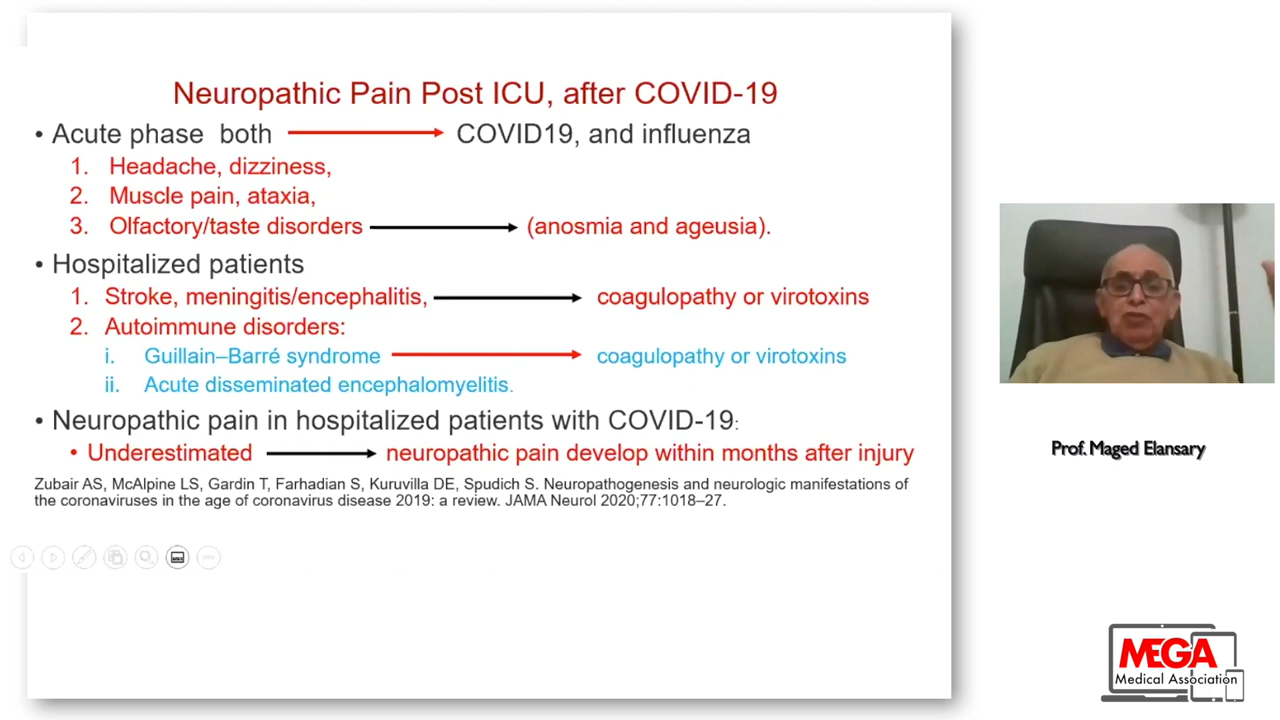 Neuropathic Pain Post ICU, after COVID-19
• Acute phase both COVID19, and influenza
1. Headache, dizziness,
2. Muscle pain, ataxia,
3. Olfactory/taste disorders (anosmia and ageusia).
• Hospitalized patients
1. Stroke, meningitis/encephalitis, coagulopathy or virotoxins
2. Autoimmune disorders:
i. Guillain–Barré syndrome coagulopathy or virotoxins
ii. Acute disseminated encephalomyelitis.
• Neuropathic pain in hospitalized patients with COVID-19:
• Underestimated neuropathic pain develop within months after injury
Zubair AS, McAlpine LS, Gardin T, Farhadian S, Kuruvilla DE, Spudich S. Neuropathogenesis and neurologic manifestations of
the coronaviruses in the age of coronavirus disease 2019: a review. JAMA Neurol 2020;77:1018–27.
Prof. Maged Elansary
MEGA
Medical Association